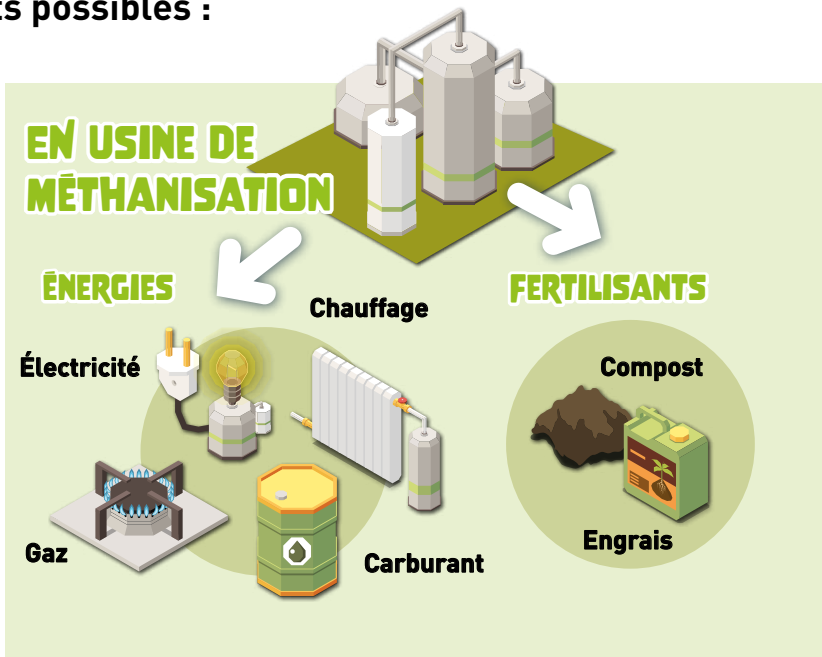 ts possibles :
EN USINE DE
MÉTHANISATION
ÉNERGIES
Chauffage
Électricité
Gaz
Carburant
FERTILISANTS
Compost
Engrais